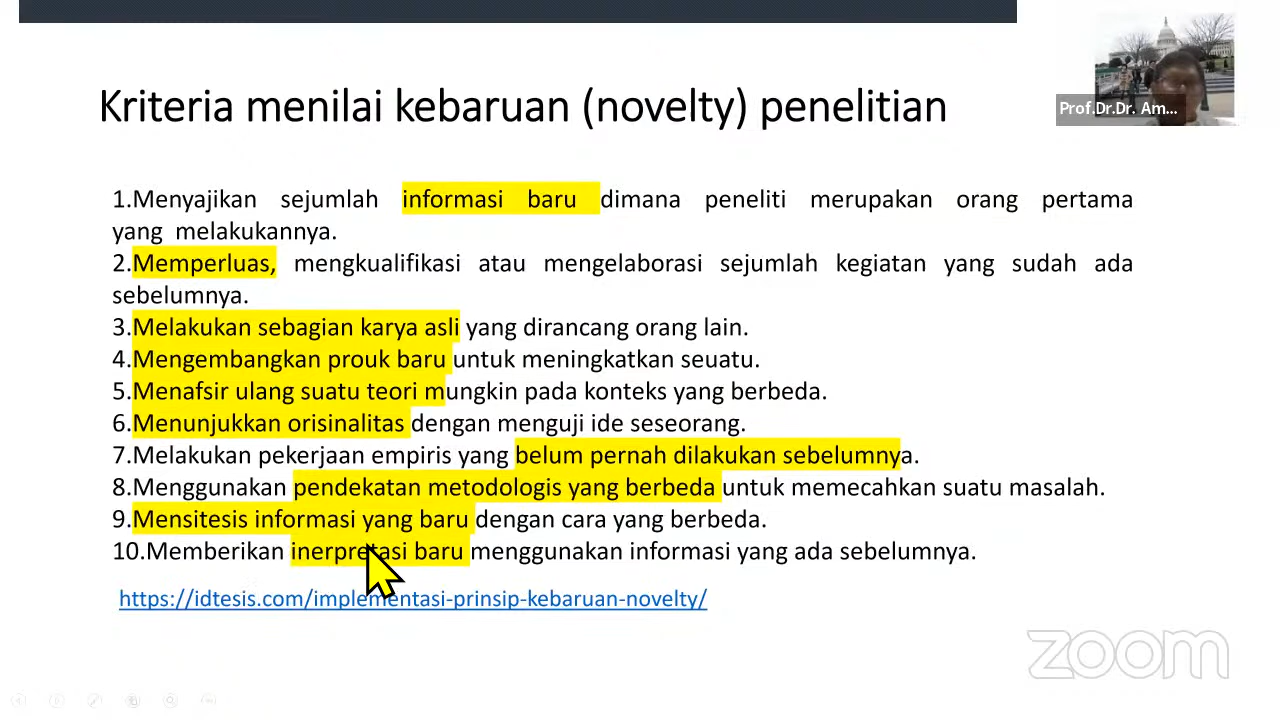 Prof.Dr.Dr. Am...
Kriteria menilai kebaruan (novelty) penelitian
1.Menyajikan sejumlah informasi baru dimana peneliti merupakan orang pertama
yang melakukannya.
2.Memperluas, mengkualifikasi atau mengelaborasi sejumlah kegiatan yang sudah ada
sebelumnya.
3.Melakukan sebagian karya asli yang dirancang orang lain.
4.Mengembangkan prouk baru untuk meningkatkan seuatu.
5.Menafsir ulang suatu teori mungkin pada konteks yang berbeda.
6.Menunjukkan orisinalitas dengan menguji ide seseorang.
7.Melakukan pekerjaan empiris yang belum pernah dilakukan sebelumnya.
8.Menggunakan pendekatan metodologis yang berbeda untuk memecahkan suatu masalah.
9.Mensitesis informasi yang baru dengan cara yang berbeda.
10.Memberikan inerpretasi baru menggunakan informasi yang ada sebelumnya.
https://idtesis.com/implementasi-prinsip-kebaruan-novelty/
zoom